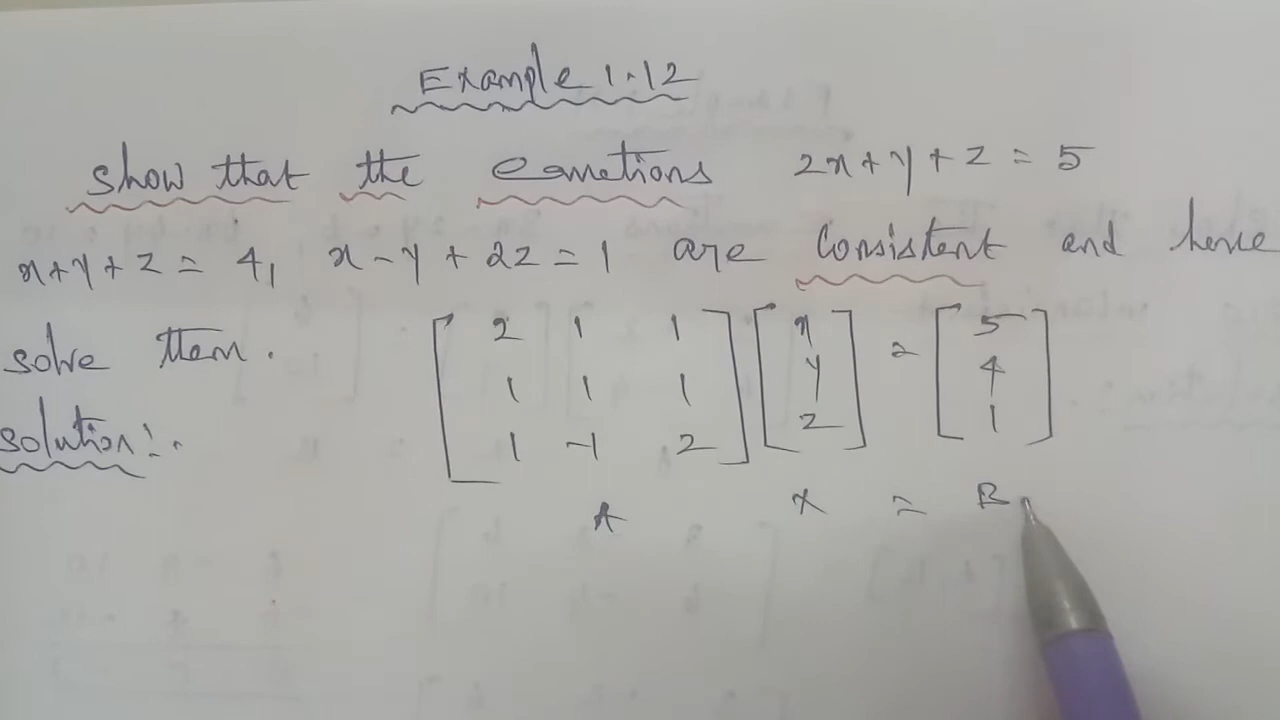 Example 1.12
Show that the equations 2x+y+z = 5
x+y+z = 4, x-y+2z=1 are Consistent and hence
solve them.
solution:.
[2 1 1] [x] = [5]
[1 1 1] [y] [4]
[1 -1 2] [z] [1]
A X = B